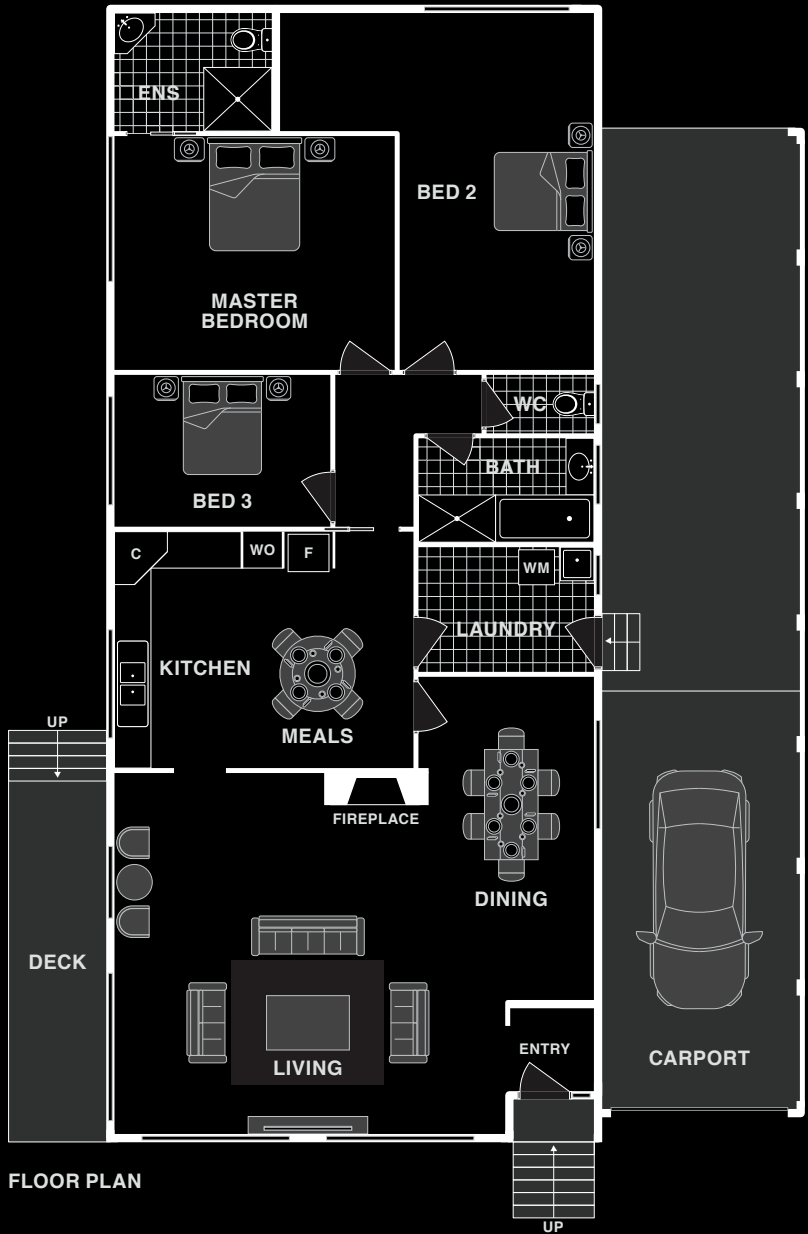 ENS
BED 2
MASTER
BEDROOM
WC
BATH
BED 3
C
WO
F
WM
LAUNDRY
KITCHEN
MEALS
UP
FIREPLACE
DINING
DECK
ENTRY
CARPORT
LIVING
FLOOR PLAN
UP